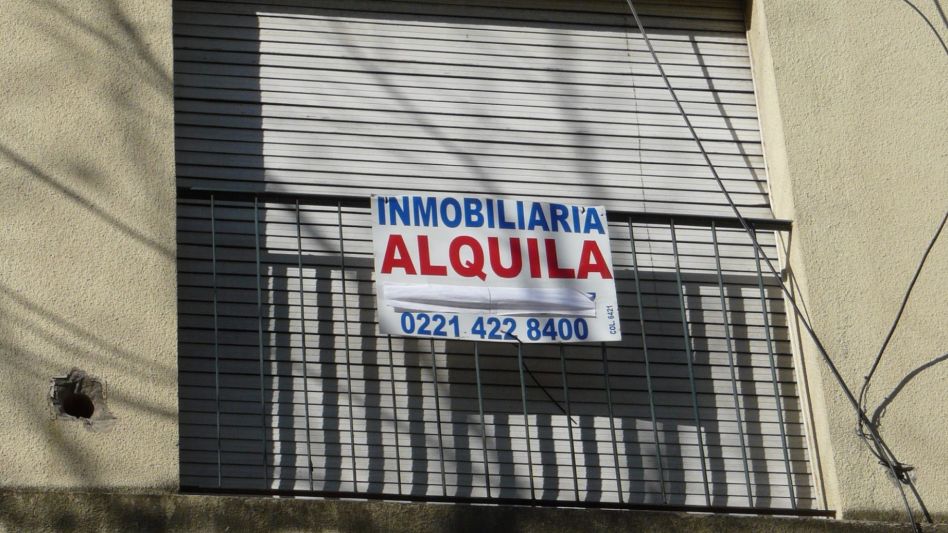 INMOBILIARIA
ALQUILA
0221 422 8400
COL. 6421